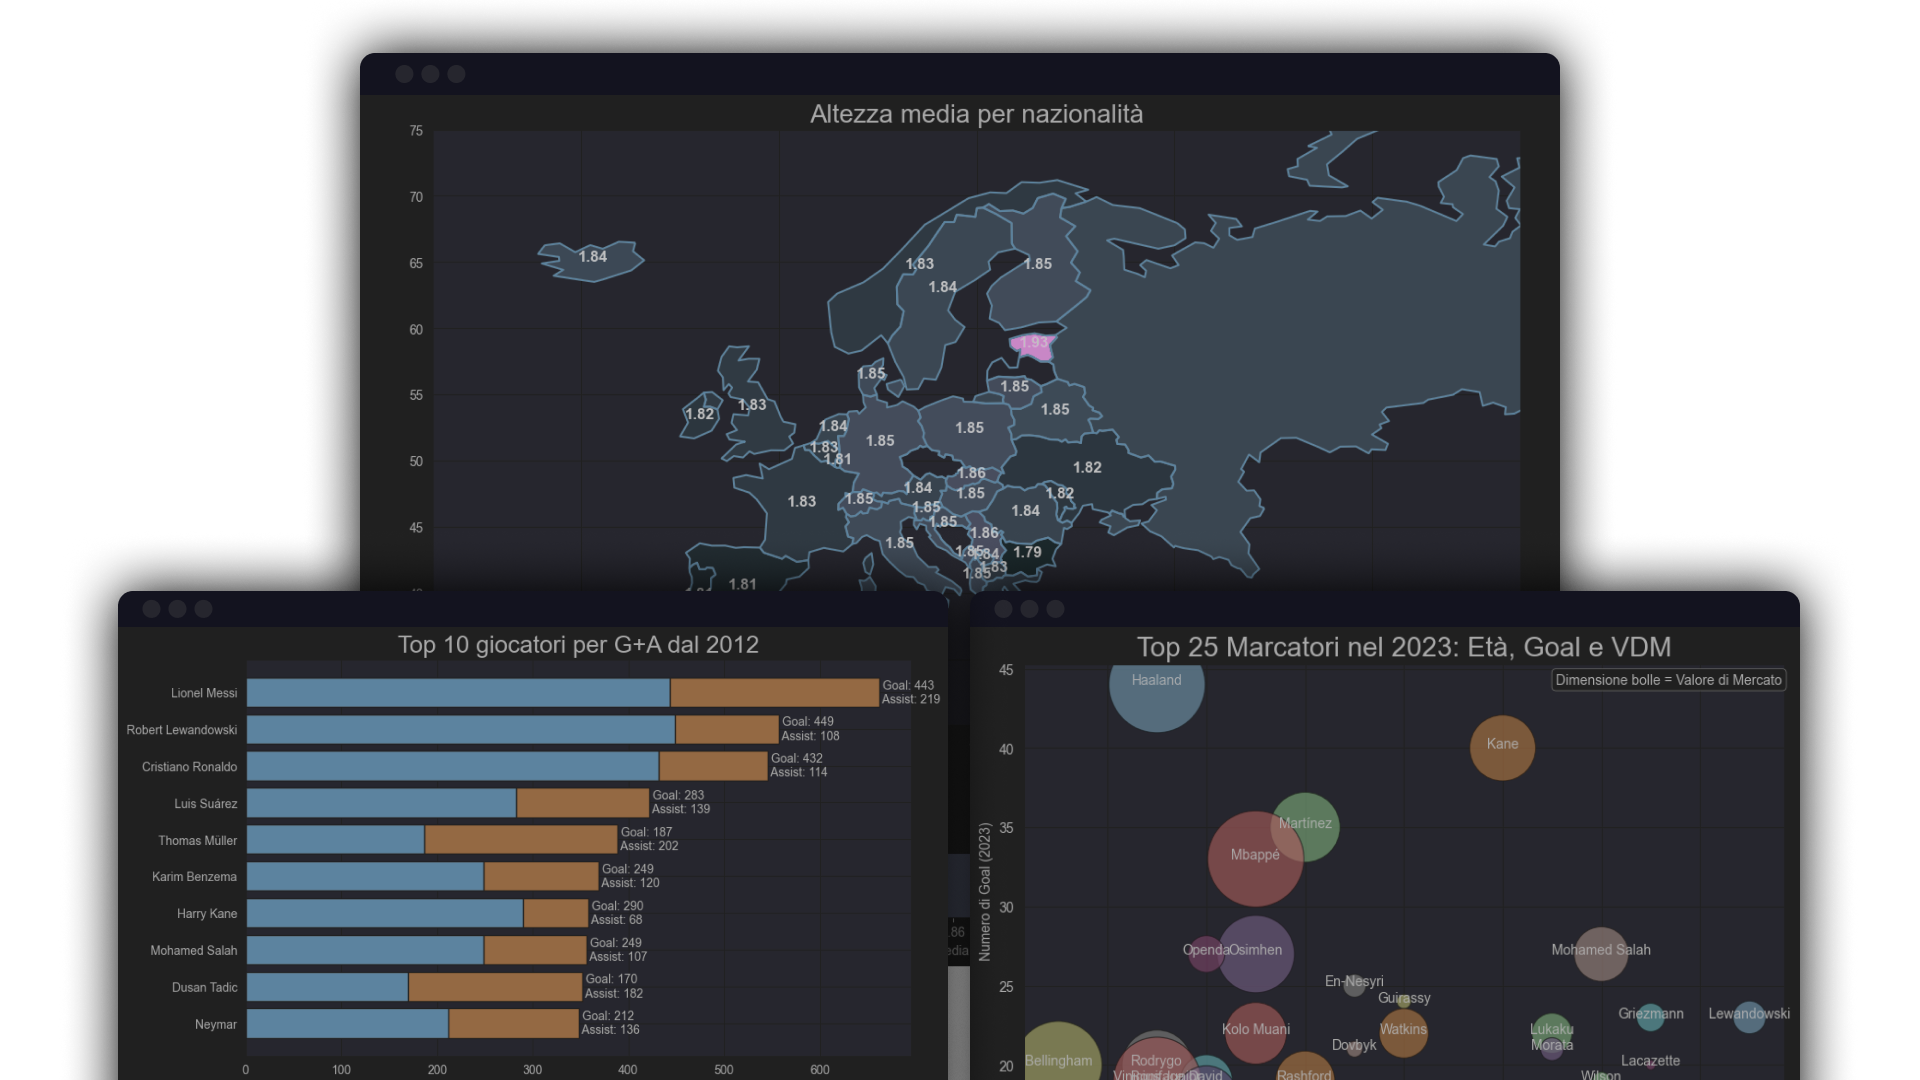 Altezza media per nazionalità
75
70
65
60
55
50
45
1.84
1.83
1.84
1.85
1.93
1.85
1.85
1.82
1.83
1.85
1.84
1.83
1.81
1.85
1.85
1.86
1.82
1.83
1.85
1.84
1.85
1.82
1.85
1.85
1.84
1.85
1.86
1.85
1.84
1.79
1.83
1.85
1.81
Top 10 giocatori per G+A dal 2012
Lionel Messi
Goal: 443
Assist: 219
Robert Lewandowski
Goal: 449
Assist: 108
Cristiano Ronaldo
Goal: 432
Assist: 114
Luis Suárez
Goal: 283
Assist: 139
Thomas Müller
Goal: 187
Assist: 202
Karim Benzema
Goal: 249
Assist: 120
Harry Kane
Goal: 290
Assist: 68
Mohamed Salah
Goal: 249
Assist: 107
Dusan Tadic
Goal: 170
Assist: 182
Neymar
Goal: 212
Assist: 136
0 100 200 300 400 500 600
.86
edia
Top 25 Marcatori nel 2023: Età, Goal e VDM
Dimensione bolle = Valore di Mercato
Numero di Goal (2023)
45
40
35
30
25
20
Haaland
Kane
Martínez
Mbappé
Openda
Osimhen
Mohamed Salah
En-Nesyri
Guirassy
Griezmann
Lewandowski
Kolo Muani
Watkins
Lukaku
Dovbyk
Morata
Bellingham
Rodrygo
Lacazette
David
Rashford
Wilson